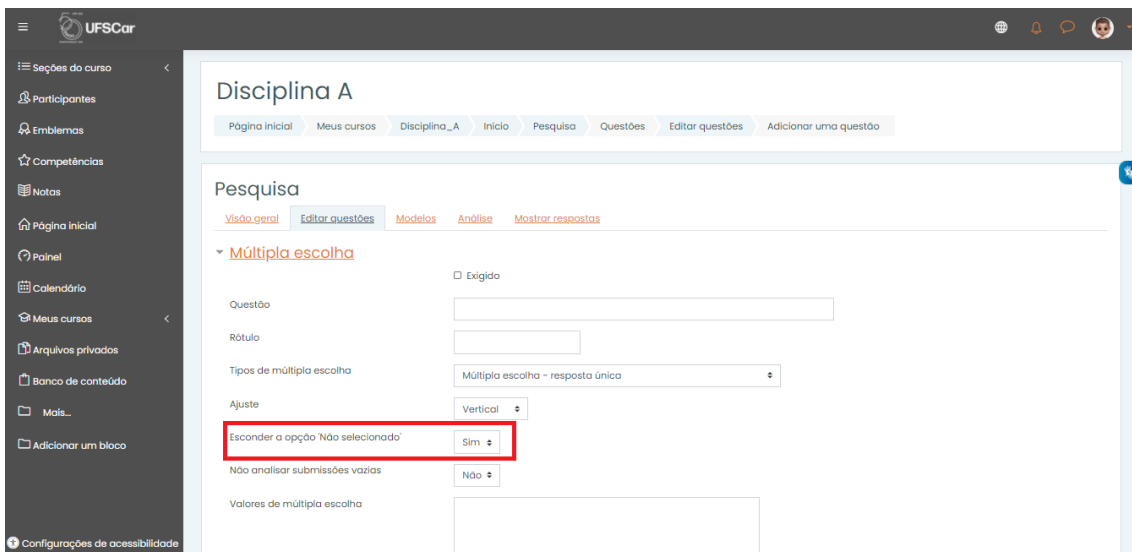 UFSCar
Seções do curso
Participantes
Emblemas
Competências
Notas
Página inicial
Painel
Calendário
Meus cursos
Arquivos privados
Banco de conteúdo
Mais...
Adicionar um bloco
Configurações de acessibilidade
Disciplina A
Página inicial Meus cursos Disciplina_A Início Pesquisa Questões Editar questões Adicionar uma questão
Pesquisa
Visão geral Editar questões Modelos Análise Mostrar respostas
Múltipla escolha
Exigido
Questão
Rótulo
Tipos de múltipla escolha Múltipla escolha - resposta única
Ajuste Vertical
Esconder a opção 'Não selecionado' Sim
Não analisar submissões vazias Não
Valores de múltipla escolha